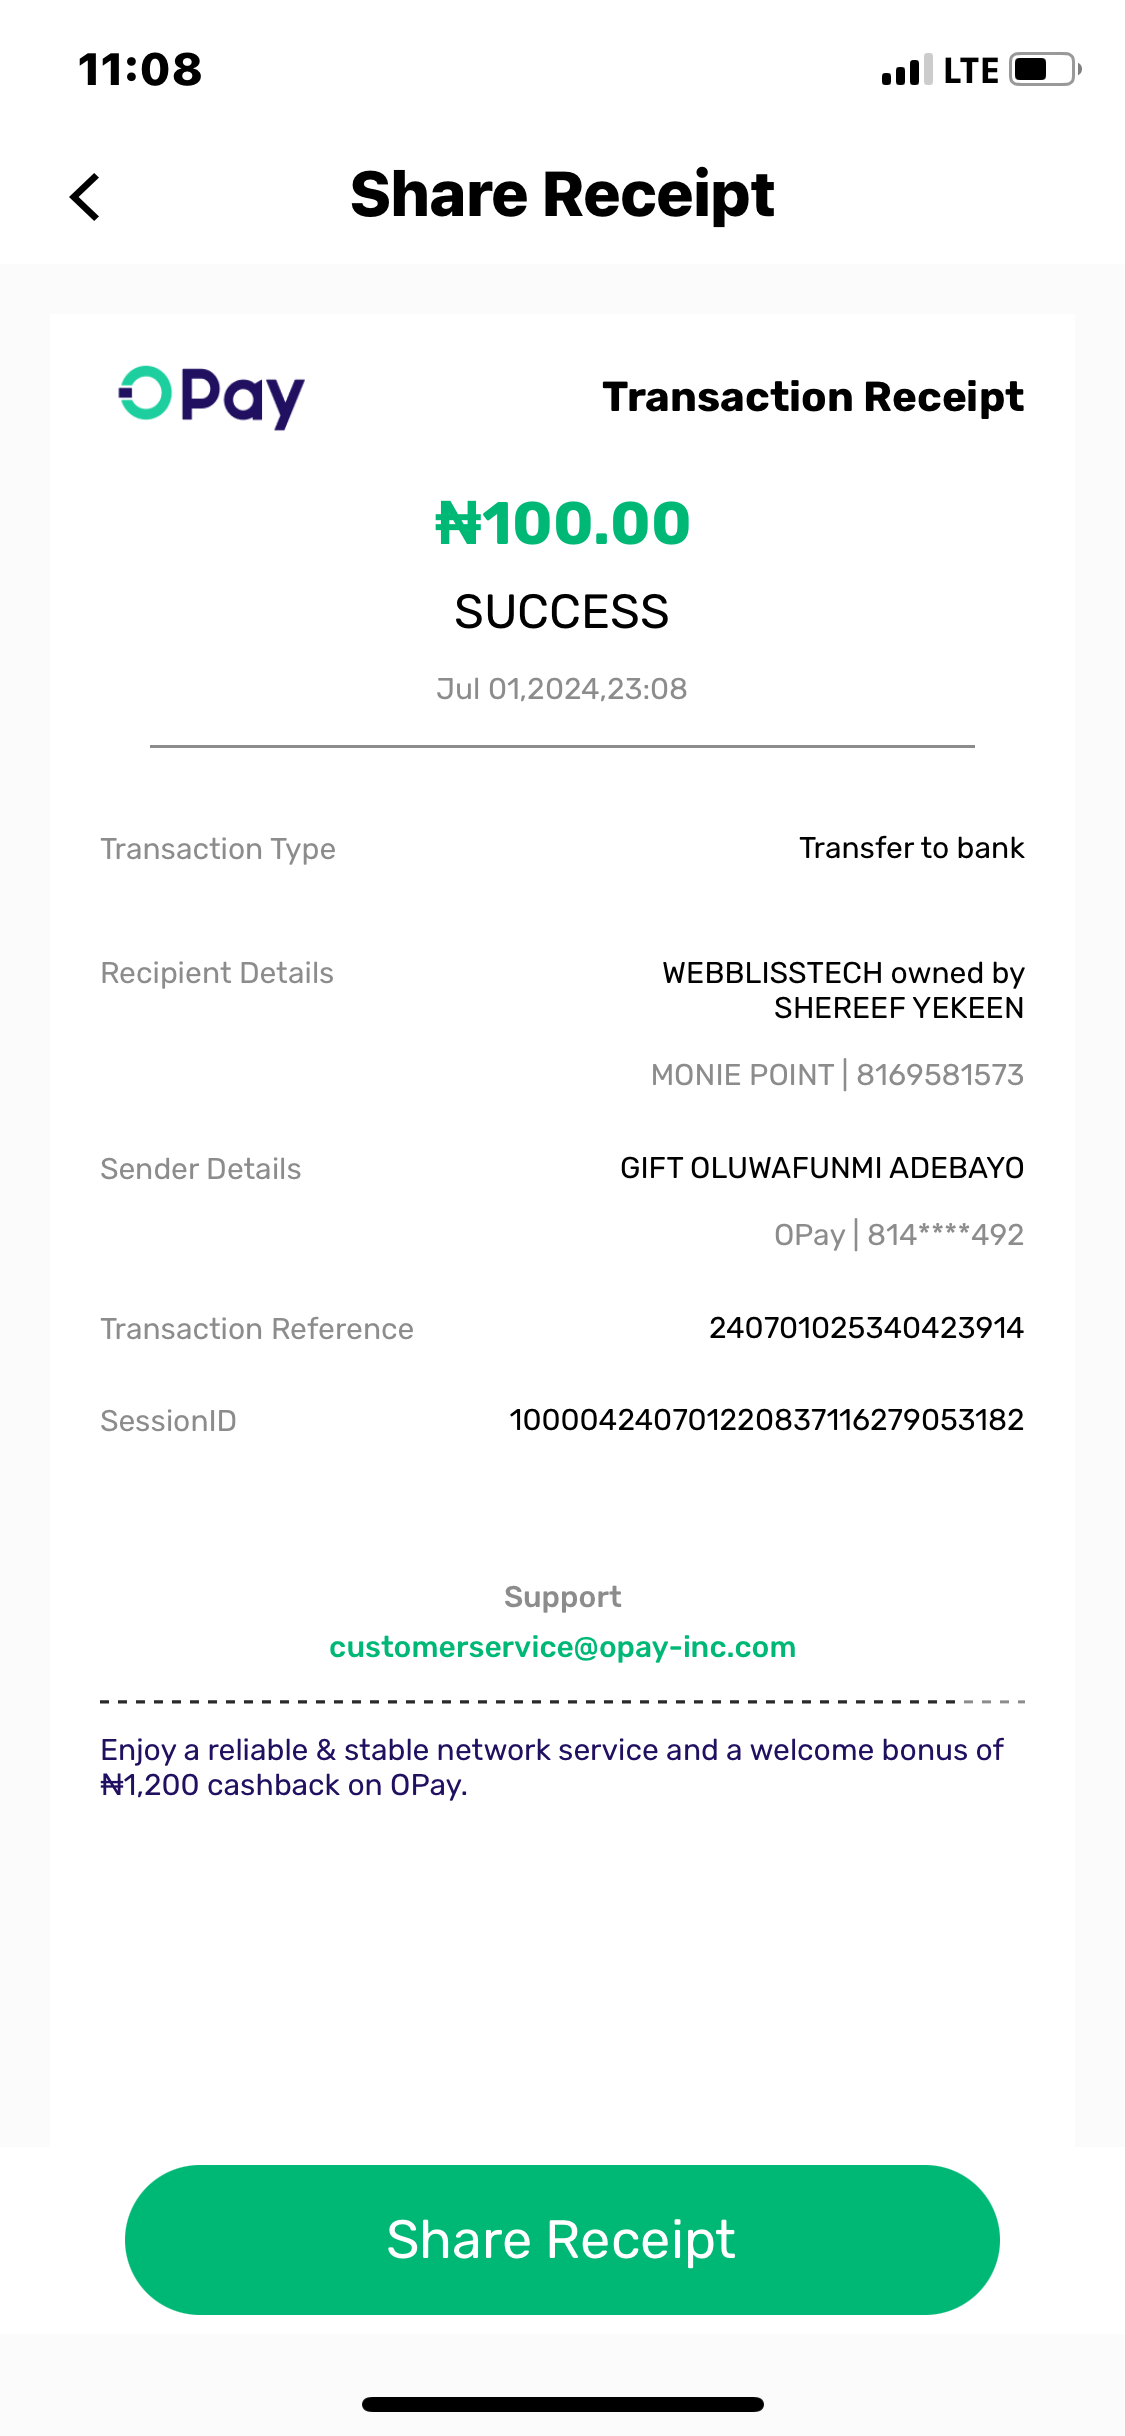 11:08
LTE
Share Receipt
OPay
Transaction Receipt
₦100.00
SUCCESS
Jul 01,2024,23:08
Transaction Type
Transfer to bank
Recipient Details
WEBBLISSTECH owned by
SHEREEF YEKEEN
MONIE POINT | 8169581573
Sender Details
GIFT OLUWAFUNMI ADEBAYO
OPay | 814****492
Transaction Reference
240701025340423914
SessionID
100004240701220837116279053182
Support
customerservice@opay-inc.com
Enjoy a reliable & stable network service and a welcome bonus of
₦1,200 cashback on OPay.
Share Receipt